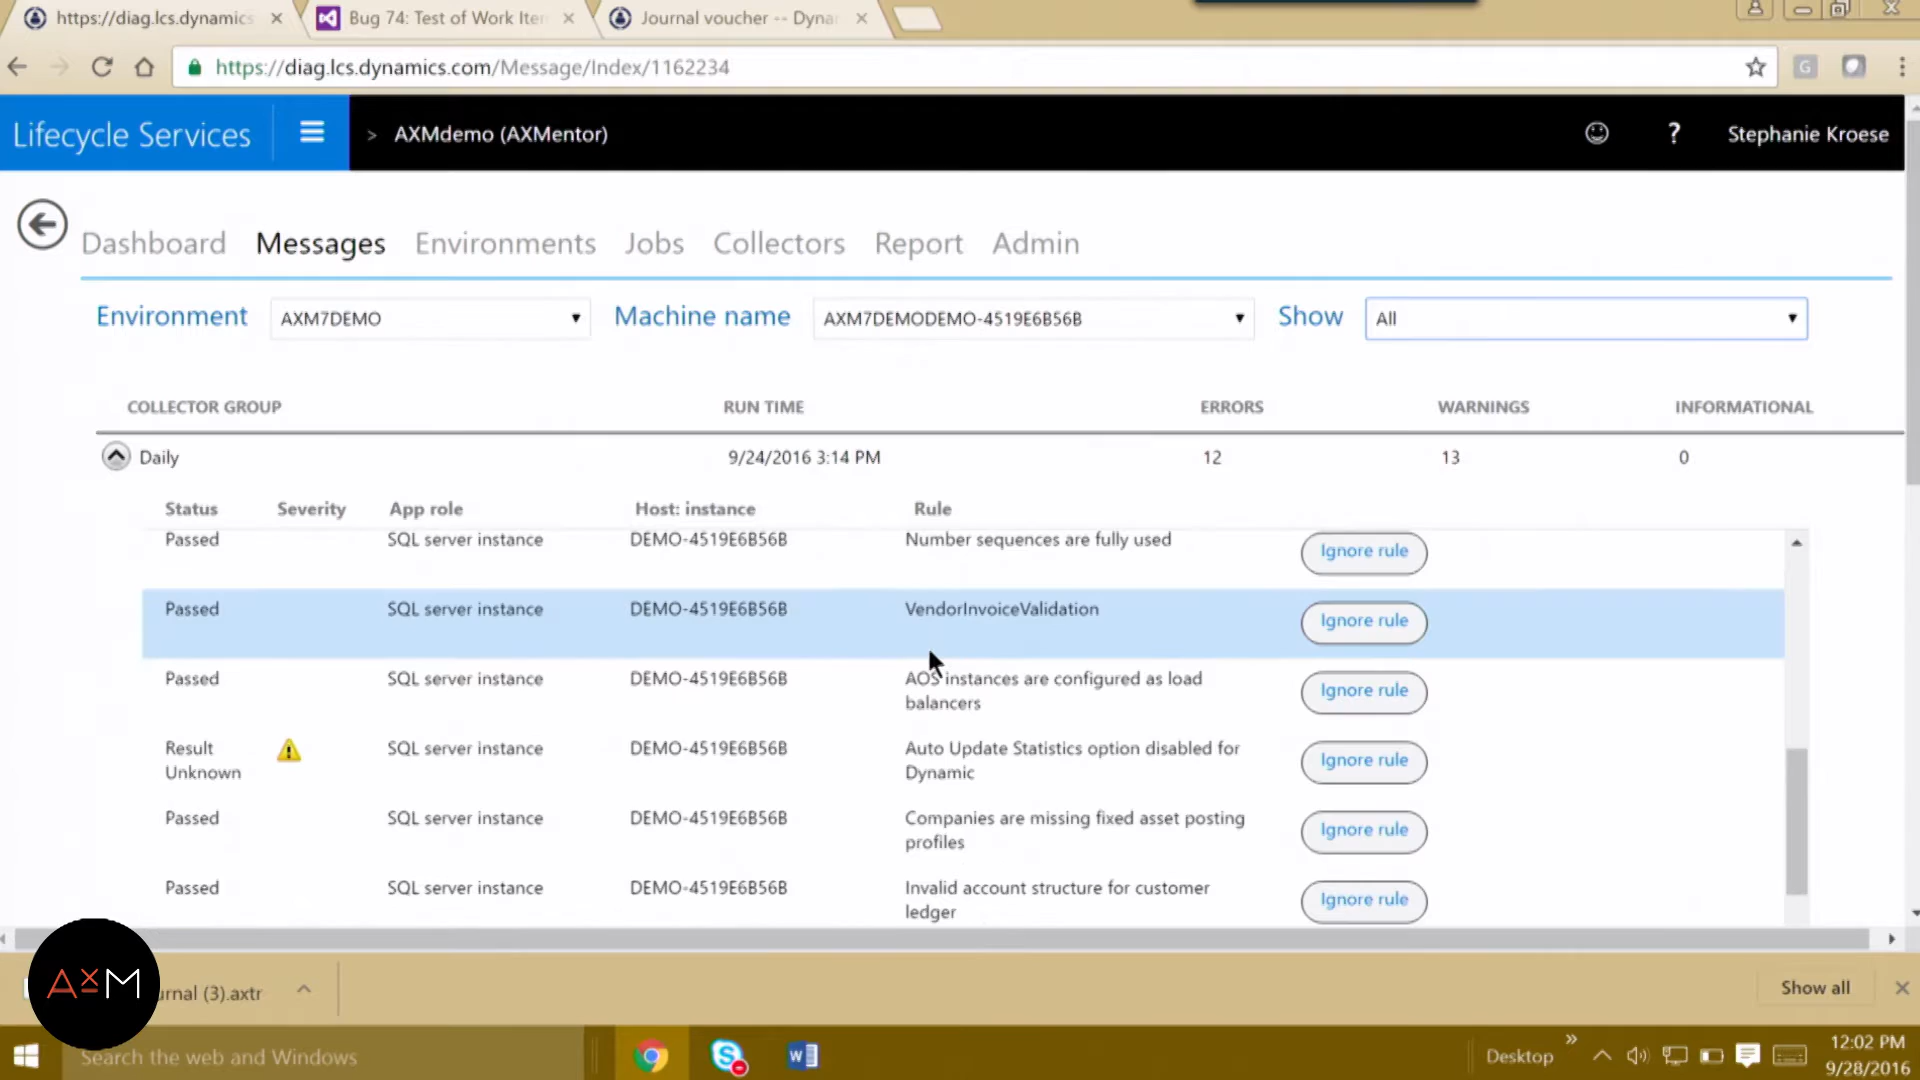 https://diag.lcs.dynamics
Bug 74: Test of Work Iter
Journal voucher -- Dyna
https://diag.lcs.dynamics.com/Message/Index/1162234
G
Lifecycle Services
> AXMdemo (AXMentor)
?
Stephanie Kroese
Dashboard Messages Environments Jobs Collectors Report Admin
Environment AXM7DEMO Machine name AXM7DEMODEMO-4519E6B56B Show All
COLLECTOR GROUP RUN TIME ERRORS WARNINGS INFORMATIONAL
Daily 9/24/2016 3:14 PM 12 13 0
Status Severity App role Host: instance Rule
Passed SQL server instance DEMO-4519E6B56B Number sequences are fully used Ignore rule
Passed SQL server instance DEMO-4519E6B56B VendorInvoiceValidation Ignore rule
Passed SQL server instance DEMO-4519E6B56B AOS instances are configured as load Ignore rule
balancers
Result SQL server instance DEMO-4519E6B56B Auto Update Statistics option disabled for Ignore rule
Unknown Dynamic
Passed SQL server instance DEMO-4519E6B56B Companies are missing fixed asset posting Ignore rule
profiles
Passed SQL server instance DEMO-4519E6B56B Invalid account structure for customer Ignore rule
ledger
AXM
urnal (3).axtr
Show all
Search the web and Windows
Desktop
12:02 PM
9/28/2016